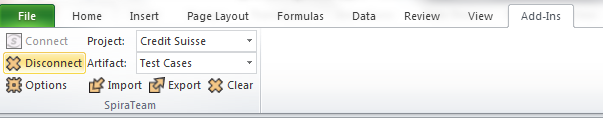 File Home Insert Page Layout Formulas Data Review View Add-Ins
Connect Project: Credit Suisse
Disconnect Artifact: Test Cases
Options Import Export Clear
SpiraTeam